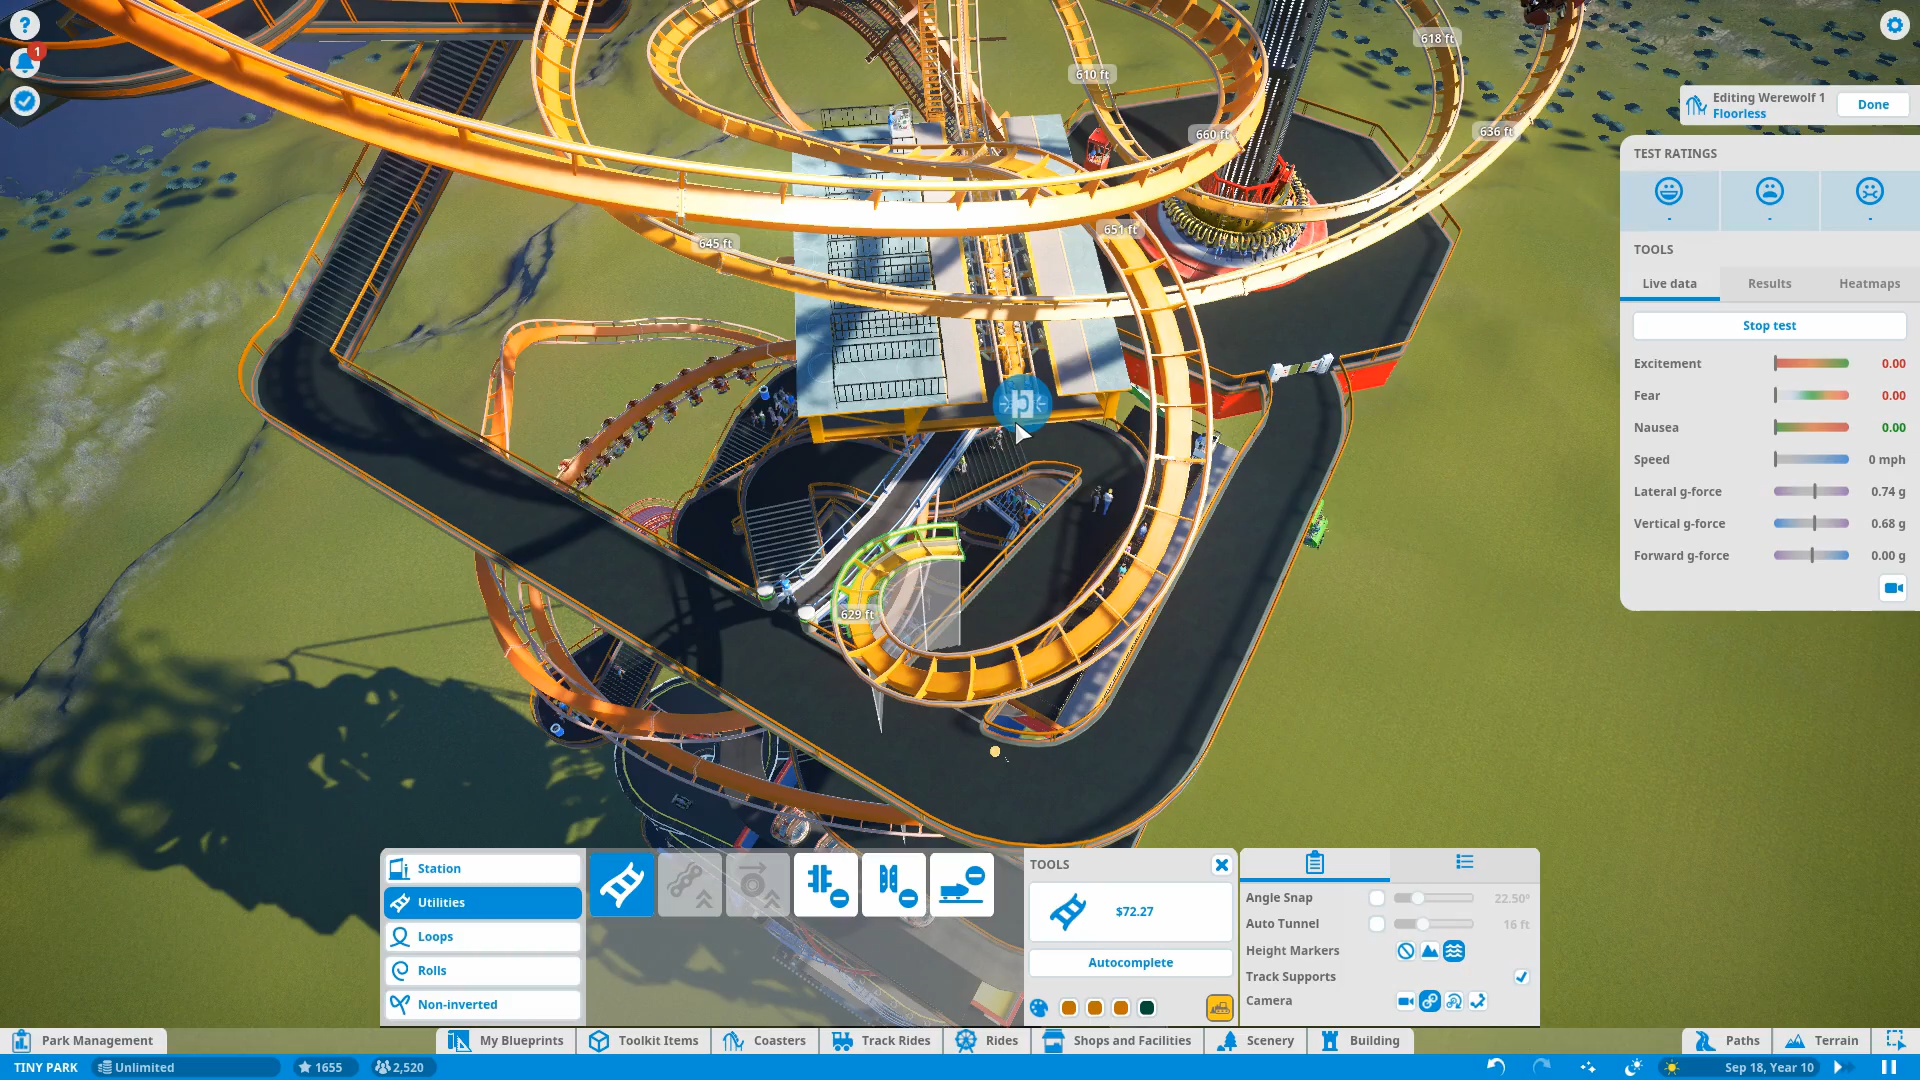 ?
1
618 ft
610 ft
660 ft
636 ft
645 ft
651 ft
629 ft
Editing Werewolf 1
Floorless
Done
TEST RATINGS
- - -
TOOLS
Live data Results Heatmaps
Stop test
Excitement 0.00
Fear 0.00
Nausea 0.00
Speed 0 mph
Lateral g-force 0.74 g
Vertical g-force 0.68 g
Forward g-force 0.00 g
Station
Utilities
Loops
Rolls
Non-inverted
TOOLS
$72.27
Autocomplete
Angle Snap 22.50°
Auto Tunnel 16 ft
Height Markers
Track Supports
Camera
Park Management
My Blueprints
Toolkit Items
Coasters
Track Rides
Rides
Shops and Facilities
Scenery
Building
Paths
Terrain
TINY PARK
Unlimited
1655
2,520
Sep 18, Year 10